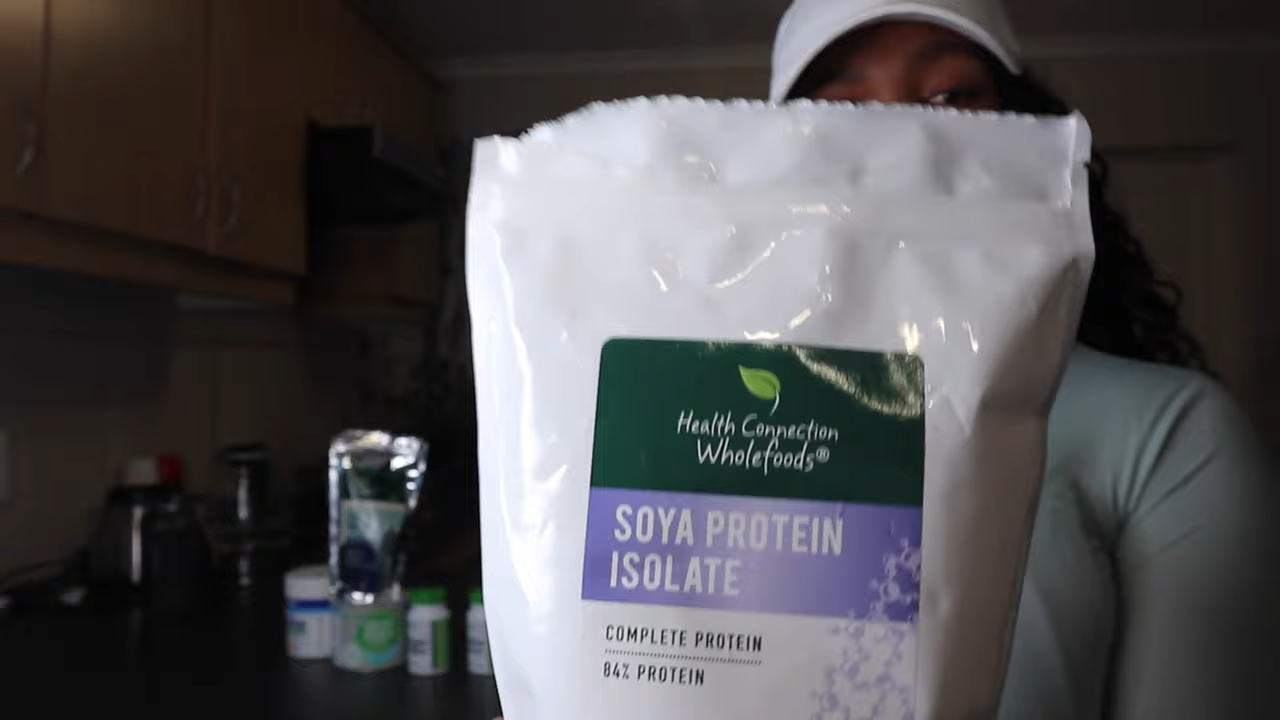 Health Connection
Wholefoods®
SOYA PROTEIN
ISOLATE
COMPLETE PROTEIN
84% PROTEIN